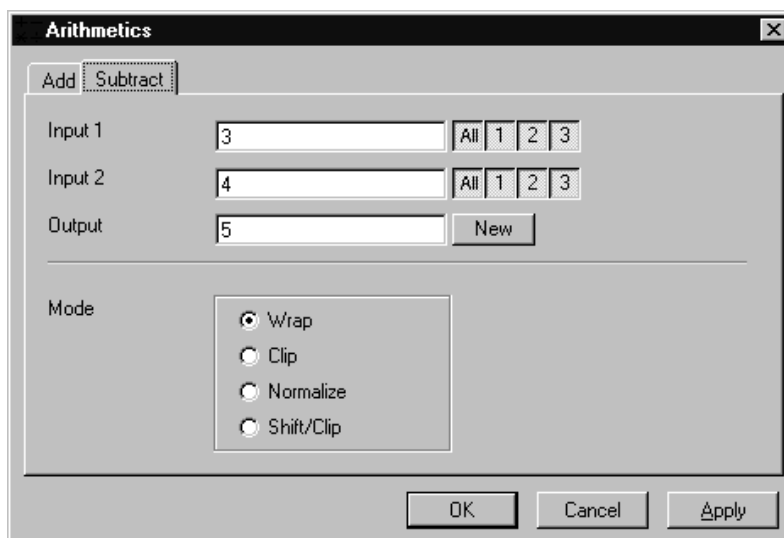 Arithmetics
Add Subtract
Input 1 3 All 1 2 3
Input 2 4 All 1 2 3
Output 5 New
Mode
Wrap
Clip
Normalize
Shift/Clip
OK Cancel Apply